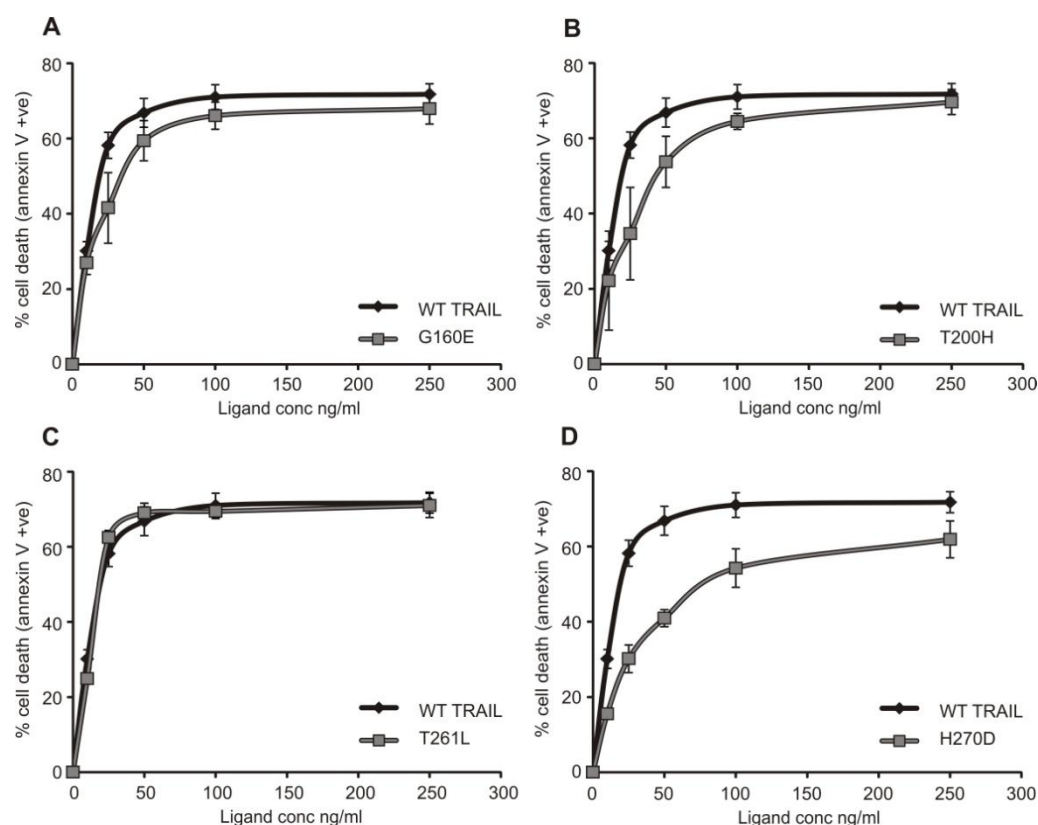 A
80
60
40
20
0
% cell death (annexin V +ve)
WT TRAIL
G160E
0 50 100 150 200 250 300
Ligand conc ng/ml
B
80
60
40
20
0
% cell death (annexin V +ve)
WT TRAIL
T200H
0 50 100 150 200 250 300
Ligand conc ng/ml
C
80
60
40
20
0
% cell death (annexin V +ve)
WT TRAIL
T261L
0 50 100 150 200 250 300
Ligand conc ng/ml
D
80
60
40
20
0
% cell death (annexin V +ve)
WT TRAIL
H270D
0 50 100 150 200 250 300
Ligand conc ng/ml